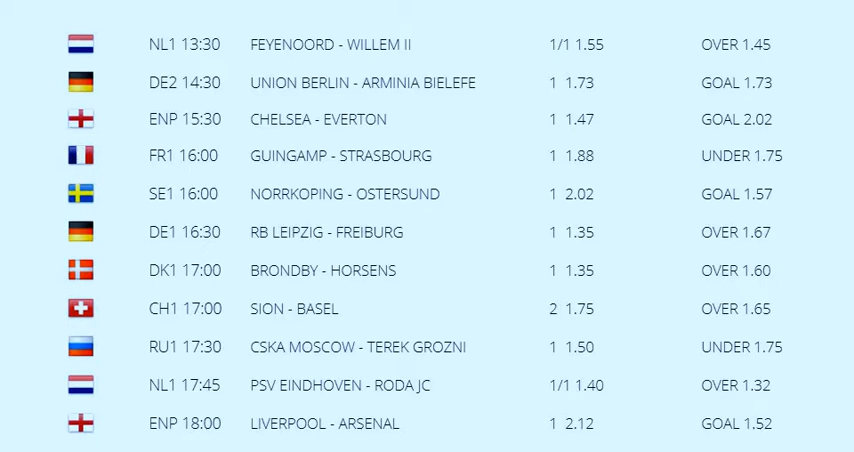 NL1 13:30 FEYENOORD - WILLEM II 1/1 1.55 OVER 1.45
DE2 14:30 UNION BERLIN - ARMINIA BIELEFE 1 1.73 GOAL 1.73
ENP 15:30 CHELSEA - EVERTON 1 1.47 GOAL 2.02
FR1 16:00 GUINGAMP - STRASBOURG 1 1.88 UNDER 1.75
SE1 16:00 NORRKOPING - OSTERSUND 1 2.02 GOAL 1.57
DE1 16:30 RB LEIPZIG - FREIBURG 1 1.35 OVER 1.67
DK1 17:00 BRONDBY - HORSENS 1 1.35 OVER 1.60
CH1 17:00 SION - BASEL 2 1.75 OVER 1.65
RU1 17:30 CSKA MOSCOW - TEREK GROZNI 1 1.50 UNDER 1.75
NL1 17:45 PSV EINDHOVEN - RODA JC 1/1 1.40 OVER 1.32
ENP 18:00 LIVERPOOL - ARSENAL 1 2.12 GOAL 1.52